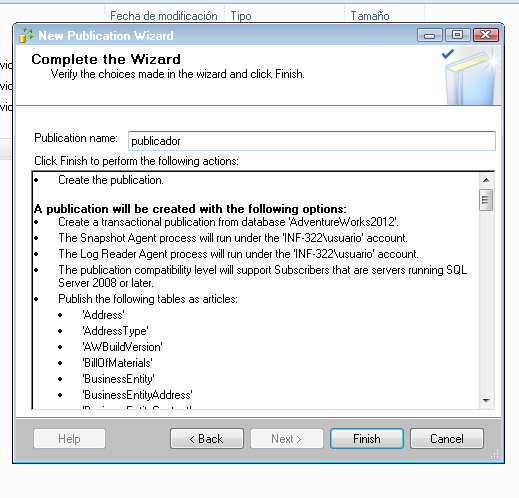 Fecha de modificación Tipo Tamaño
New Publication Wizard
Complete the Wizard
Verify the choices made in the wizard and click Finish.
vic
vic
vic
Publication name: publicador
Click Finish to perform the following actions:
• Create the publication.
A publication will be created with the following options:
• Create a transactional publication from database 'AdventureWorks2012'.
• The Snapshot Agent process will run under the 'INF-322\usuario' account.
• The Log Reader Agent process will run under the 'INF-322\usuario' account.
• The publication compatibility level will support Subscribers that are servers running SQL
Server 2008 or later.
• Publish the following tables as articles:
• 'Address'
• 'AddressType'
• 'AWBuildVersion'
• 'BillOfMaterials'
• 'BusinessEntity'
• 'BusinessEntityAddress'
Help < Back Next > Finish Cancel